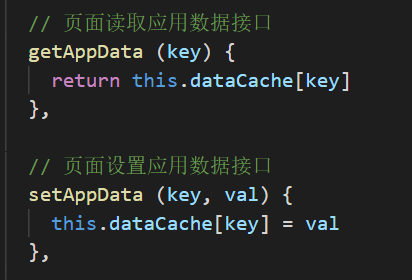 // 页面读取应用数据接口
getAppData (key) {
return this.dataCache[key]
},
// 页面设置应用数据接口
setAppData (key, val) {
this.dataCache[key] = val
},